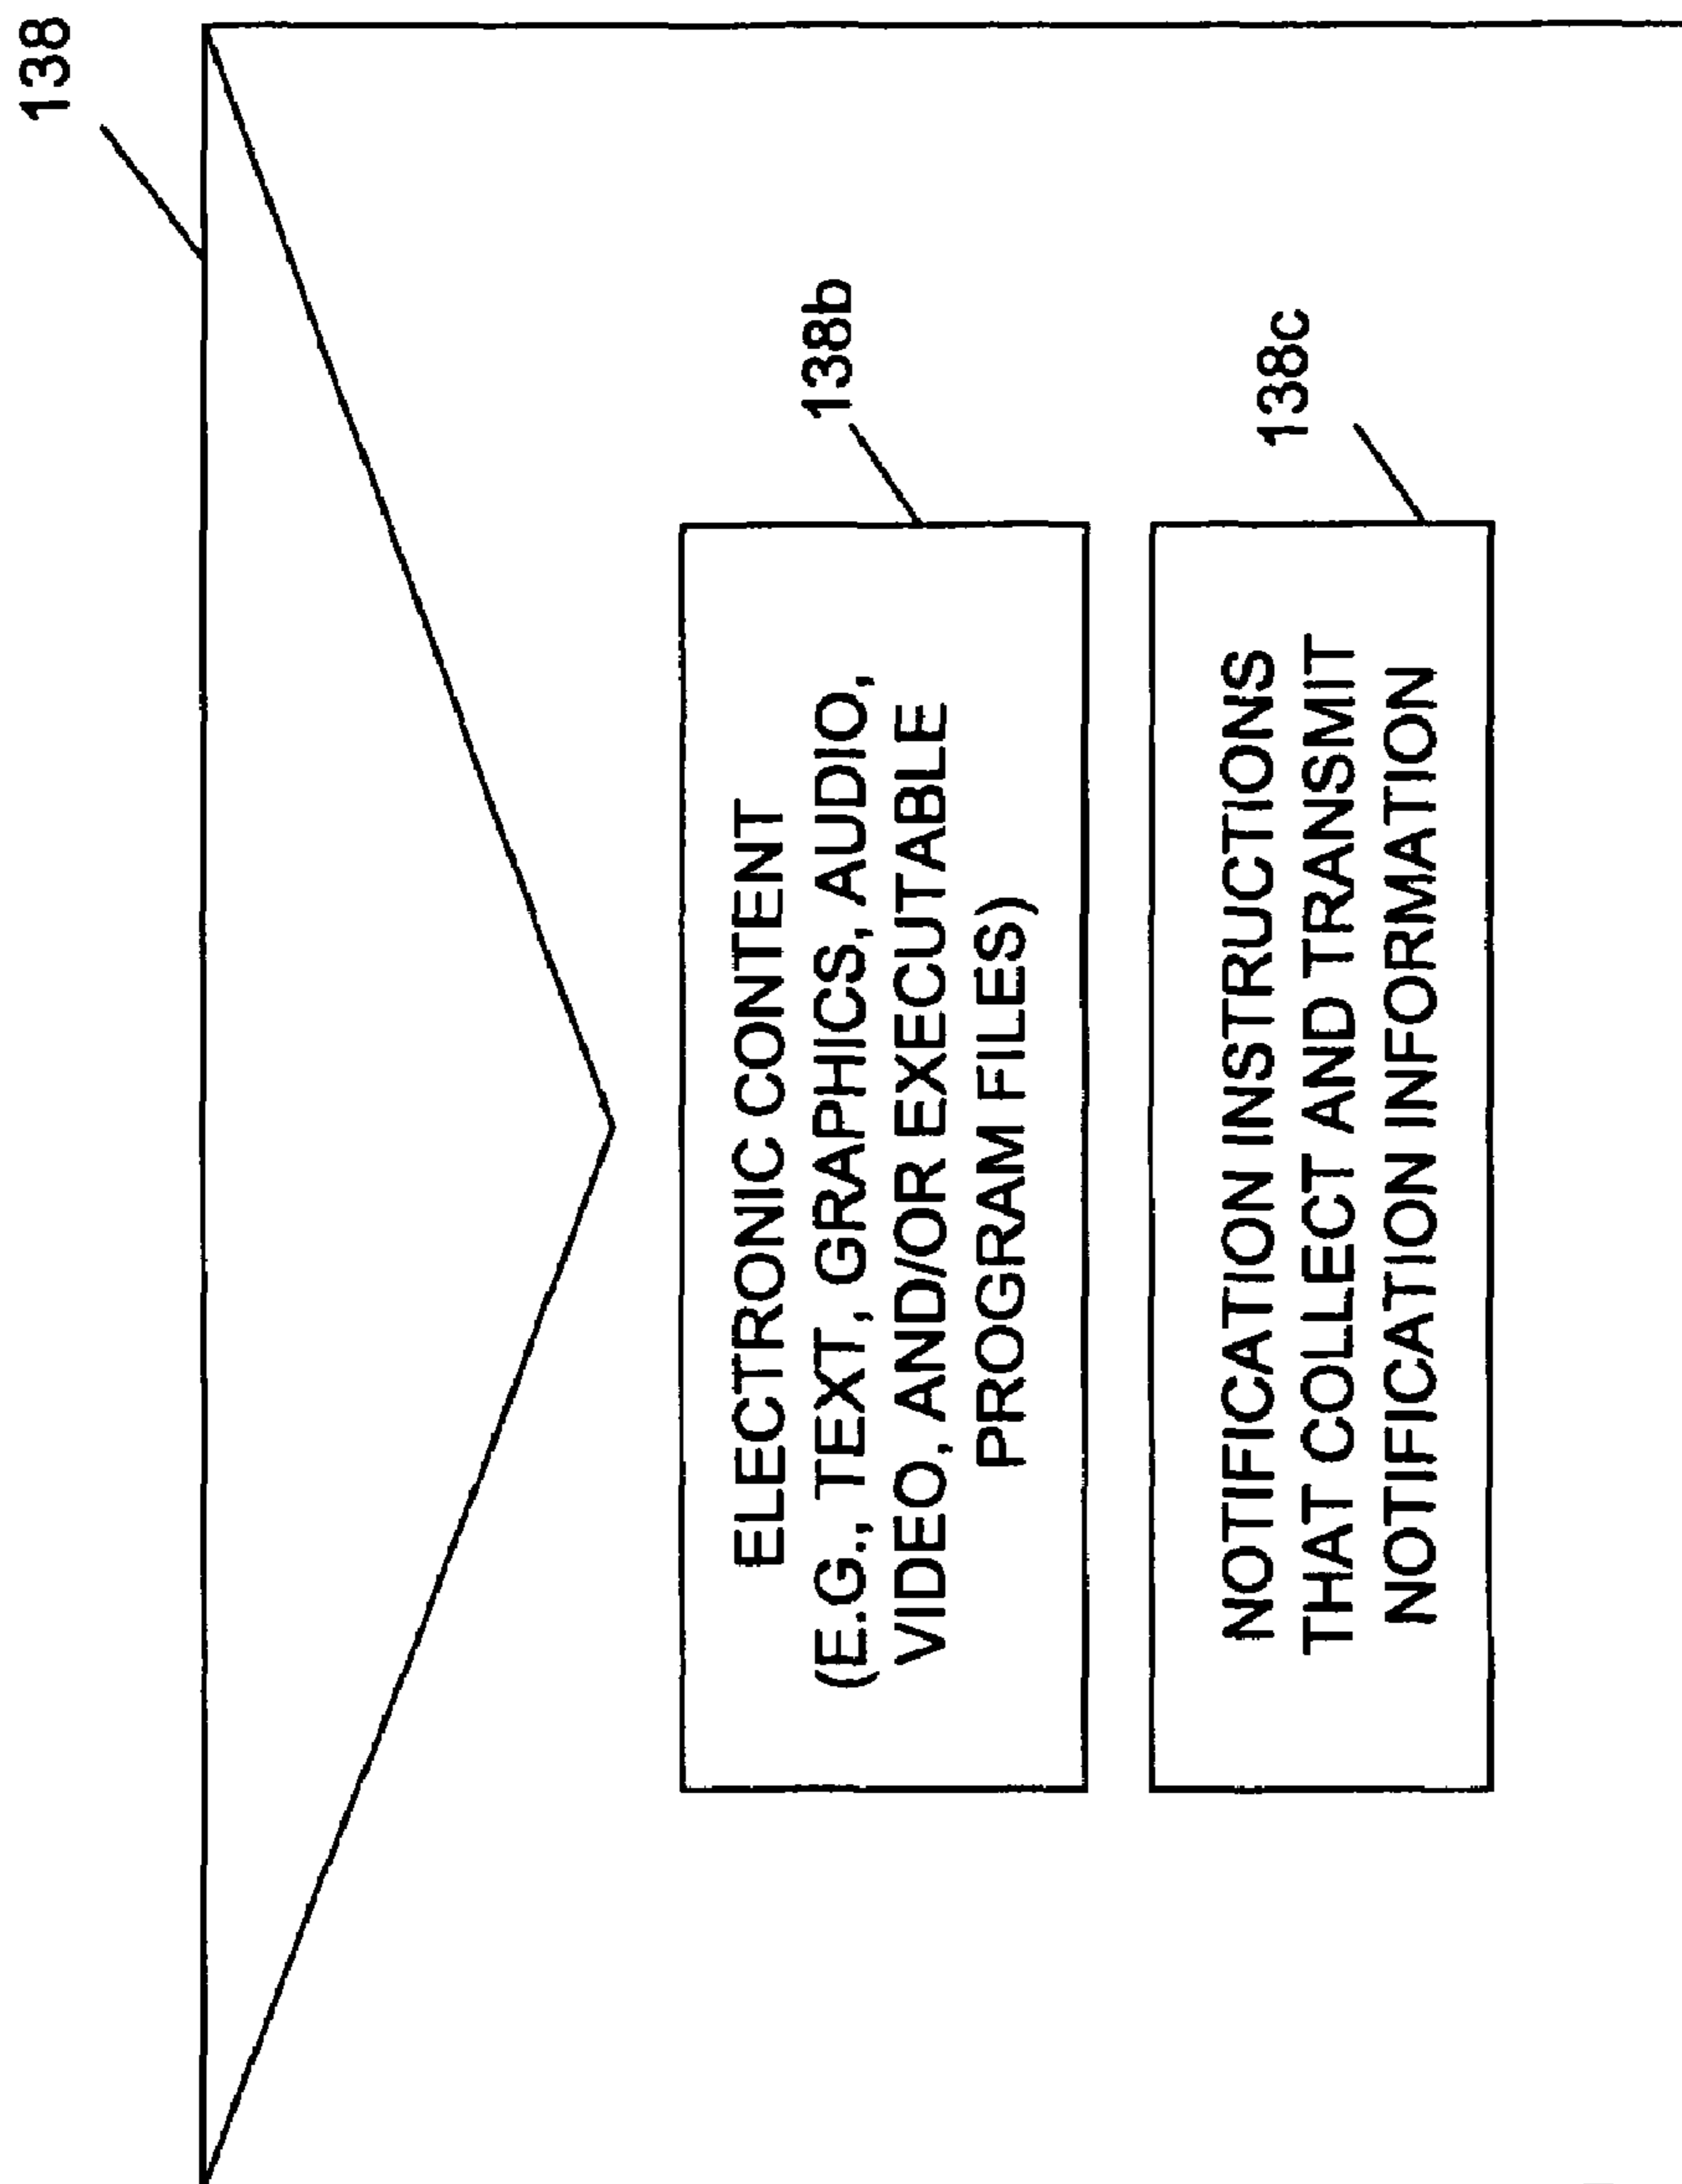 138
ELECTRONIC CONTENT
(E.G., TEXT, GRAPHICS, AUDIO,
VIDEO, AND/OR EXECUTABLE
PROGRAM FILES)
138b
NOTIFICATION INSTRUCTIONS
THAT COLLECT AND TRANSMIT
NOTIFICATION INFORMATION
138c